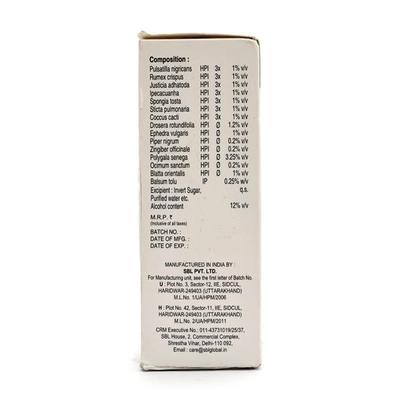 Composition :
Pulsatilla nigricans HPI 3x 1% v/v
Rumex crispus HPI 3x 1% v/v
Justicia adhatoda HPI 3x 1% v/v
Ipecacuanha HPI 3x 1% v/v
Spongia tosta HPI 3x 1% v/v
Sticta pulmonaria HPI 3x 1% v/v
Coccus cacti HPI 3x 1% v/v
Drosera rotundifolia HPI Ø 1.2% v/v
Ephedra vulgaris HPI Ø 1% v/v
Piper nigrum HPI Ø 0.2% v/v
Zingiber officinale HPI Ø 0.2% v/v
Polygala senega HPI Ø 3.25% v/v
Ocimum sanctum HPI Ø 0.2% v/v
Blatta orientalis HPI Ø 1% v/v
Balsum tolu IP 0.25% w/v
Excipient : Invert Sugar, q.s.
Purified water etc.
Alcohol content 12% v/v
M.R.P. ₹
(Inclusive of all taxes)
BATCH NO. :
DATE OF MFG. :
DATE OF EXP. :
MANUFACTURED IN INDIA BY :
SBL PVT. LTD.
For Manufacturing unit, see the first letter of Batch No.
U : Plot No. 3, Sector-12, IIE, SIDCUL,
HARIDWAR-249403 (UTTARAKHAND)
M.L.No. 1/UA/HPM/2006
H : Plot No. 42, Sector-11, IIE, SIDCUL,
HARIDWAR-249403 (UTTARAKHAND)
M.L.No. 2/UA/HPM/2011
CRM Executive No.: 011-43731019/25/37,
SBL House, 2, Commercial Complex,
Shrestha Vihar, Delhi-110 092,
Email : care@sblglobal.in